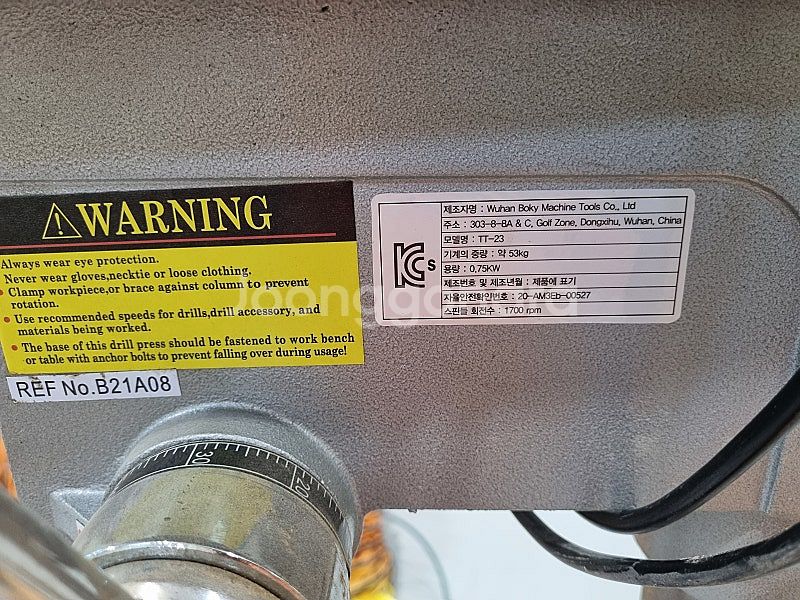 WARNING
Always wear eye protection.
Never wear gloves,necktie or loose clothing.
• Clamp workpiece,or brace against column to prevent
rotation.
• Use recommended speeds for drills,drill accessory, and
materials being worked.
• The base of this drill press should be fastened to work bench
or table with anchor bolts to prevent falling over during usage!
REF No.B21A08
KCs
제조자명 : Wuhan Boky Machine Tools Co., Ltd
주소 : 303-8-8A & C, Golf Zone, Dongxihu, Wuhan, China
모델명 : TT-23
기계의 중량 : 약 53kg
용량 : 0,75KW
제조번호 및 제조년월 : 제품에 표기
자율안전확인번호 : 20-AM3Eb-00527
스핀들 회전수 : 1700 rpm
30
20